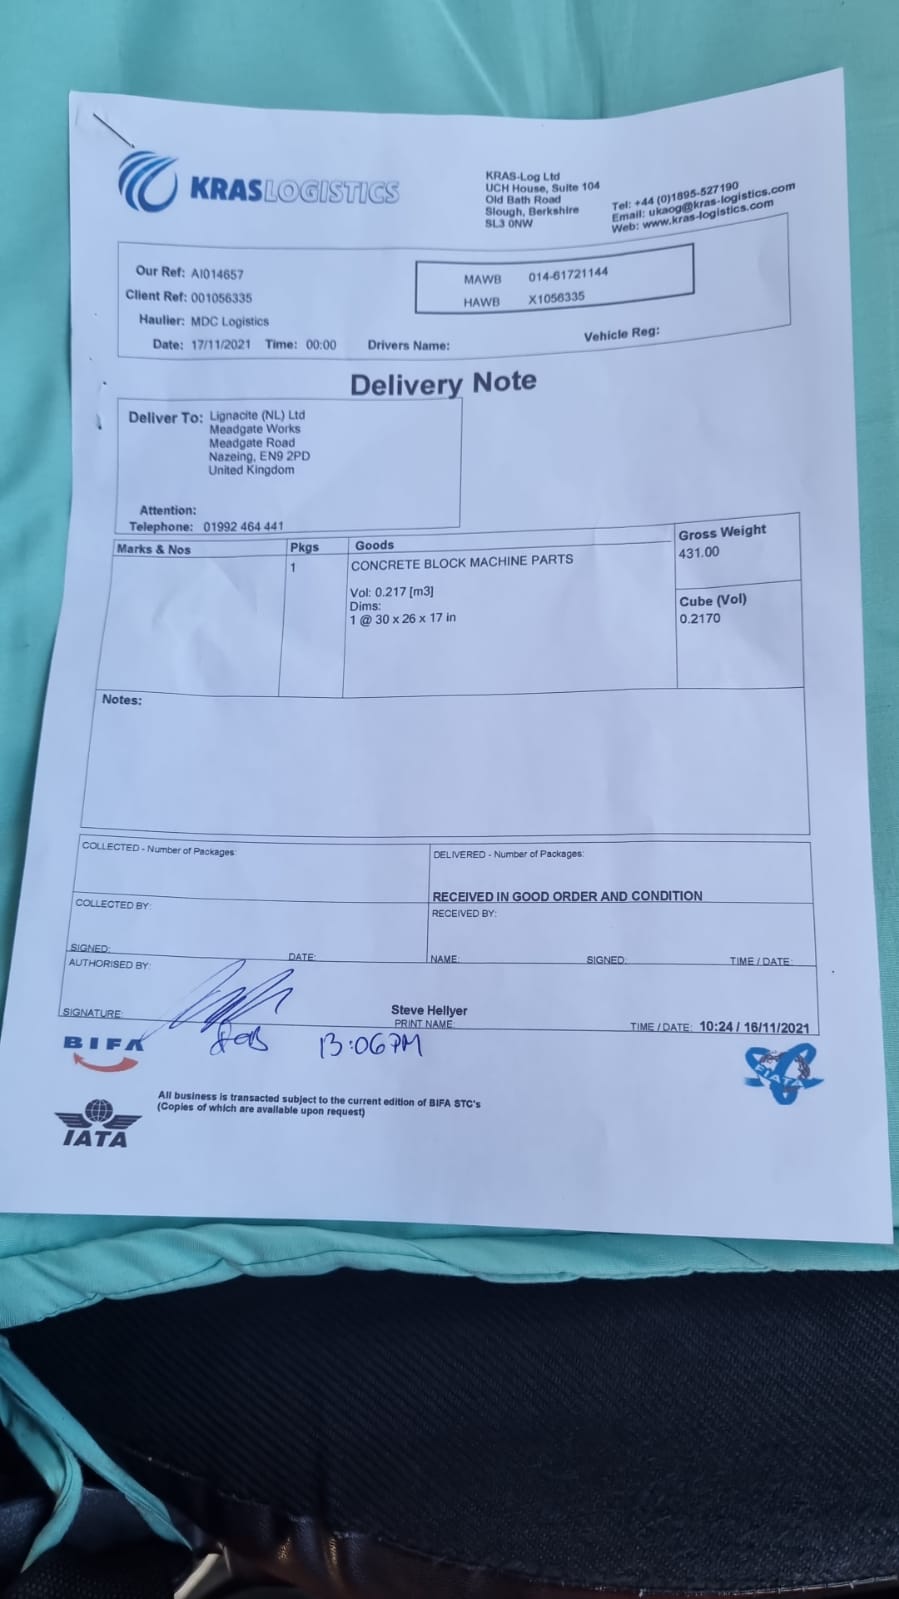 KRAS LOGISTICS
KRAS-Log Ltd
UCH House, Suite 104
Old Bath Road
Slough, Berkshire
SL3 0NW
Tel: +44 (0)1895-527190
Email: ukaog@kras-logistics.com
Web: www.kras-logistics.com
Our Ref: AI014657
Client Ref: 001056335
Haulier: MDC Logistics
Date: 17/11/2021 Time: 00:00 Drivers Name: Vehicle Reg:
MAWB 014-61721144
HAWB X1056335
Delivery Note
Deliver To: Lignacite (NL) Ltd
Meadgate Works
Meadgate Road
Nazeing, EN9 2PD
United Kingdom
Attention:
Telephone: 01992 464 441
Marks & Nos Pkgs Goods Gross Weight
1 CONCRETE BLOCK MACHINE PARTS 431.00
Vol: 0.217 [m3]
Dims:
1 @ 30 x 26 x 17 in
Cube (Vol)
0.2170
Notes:
COLLECTED - Number of Packages:
DELIVERED - Number of Packages:
RECEIVED IN GOOD ORDER AND CONDITION
COLLECTED BY:
RECEIVED BY:
SIGNED: DATE:
NAME: SIGNED: TIME / DATE:
AUTHORISED BY:
Steve Hellyer
SIGNATURE: PRINT NAME: TIME / DATE: 10:24 / 16/11/2021
13:06PM
BIFA
FIATA
All business is transacted subject to the current edition of BIFA STC's
(Copies of which are available upon request)
IATA